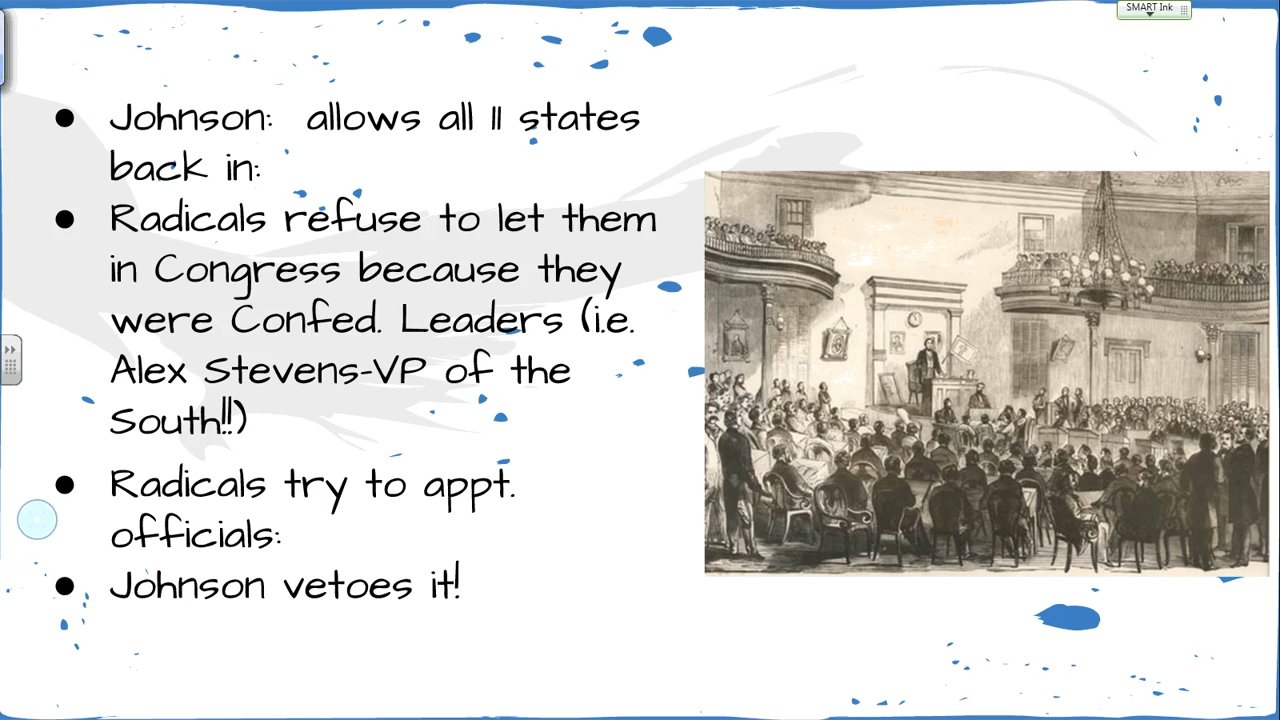 SMART Ink
● Johnson: allows all 11 states
back in:
● Radicals refuse to let them
in Congress because they
were Confed. Leaders (i.e.
Alex Stevens-VP of the
South!!)
● Radicals try to appt.
officials:
● Johnson vetoes it!